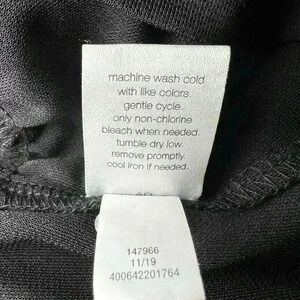 machine wash cold
with like colors.
gentle cycle.
only non-chlorine
bleach when needed.
tumble dry low.
remove promptly.
cool iron if needed.
147966
11/19
400642201764